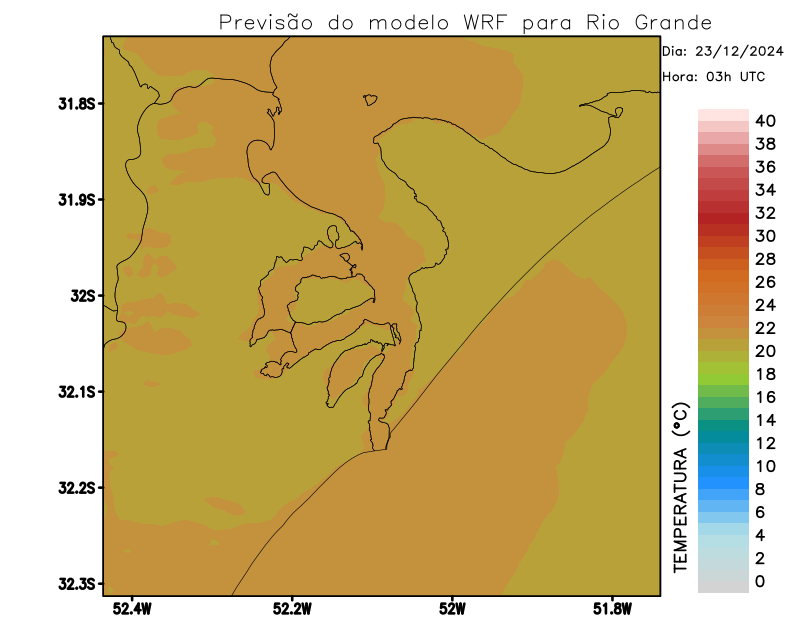 Previsão do modelo WRF para Rio Grande
Dia: 23/12/2024
Hora: 03h UTC
31.8S
31.9S
32S
32.1S
32.2S
32.3S
52.4W
52.2W
52W
51.8W
TEMPERATURA (°C)
40
38
36
34
32
30
28
26
24
22
20
18
16
14
12
10
8
6
4
2
0